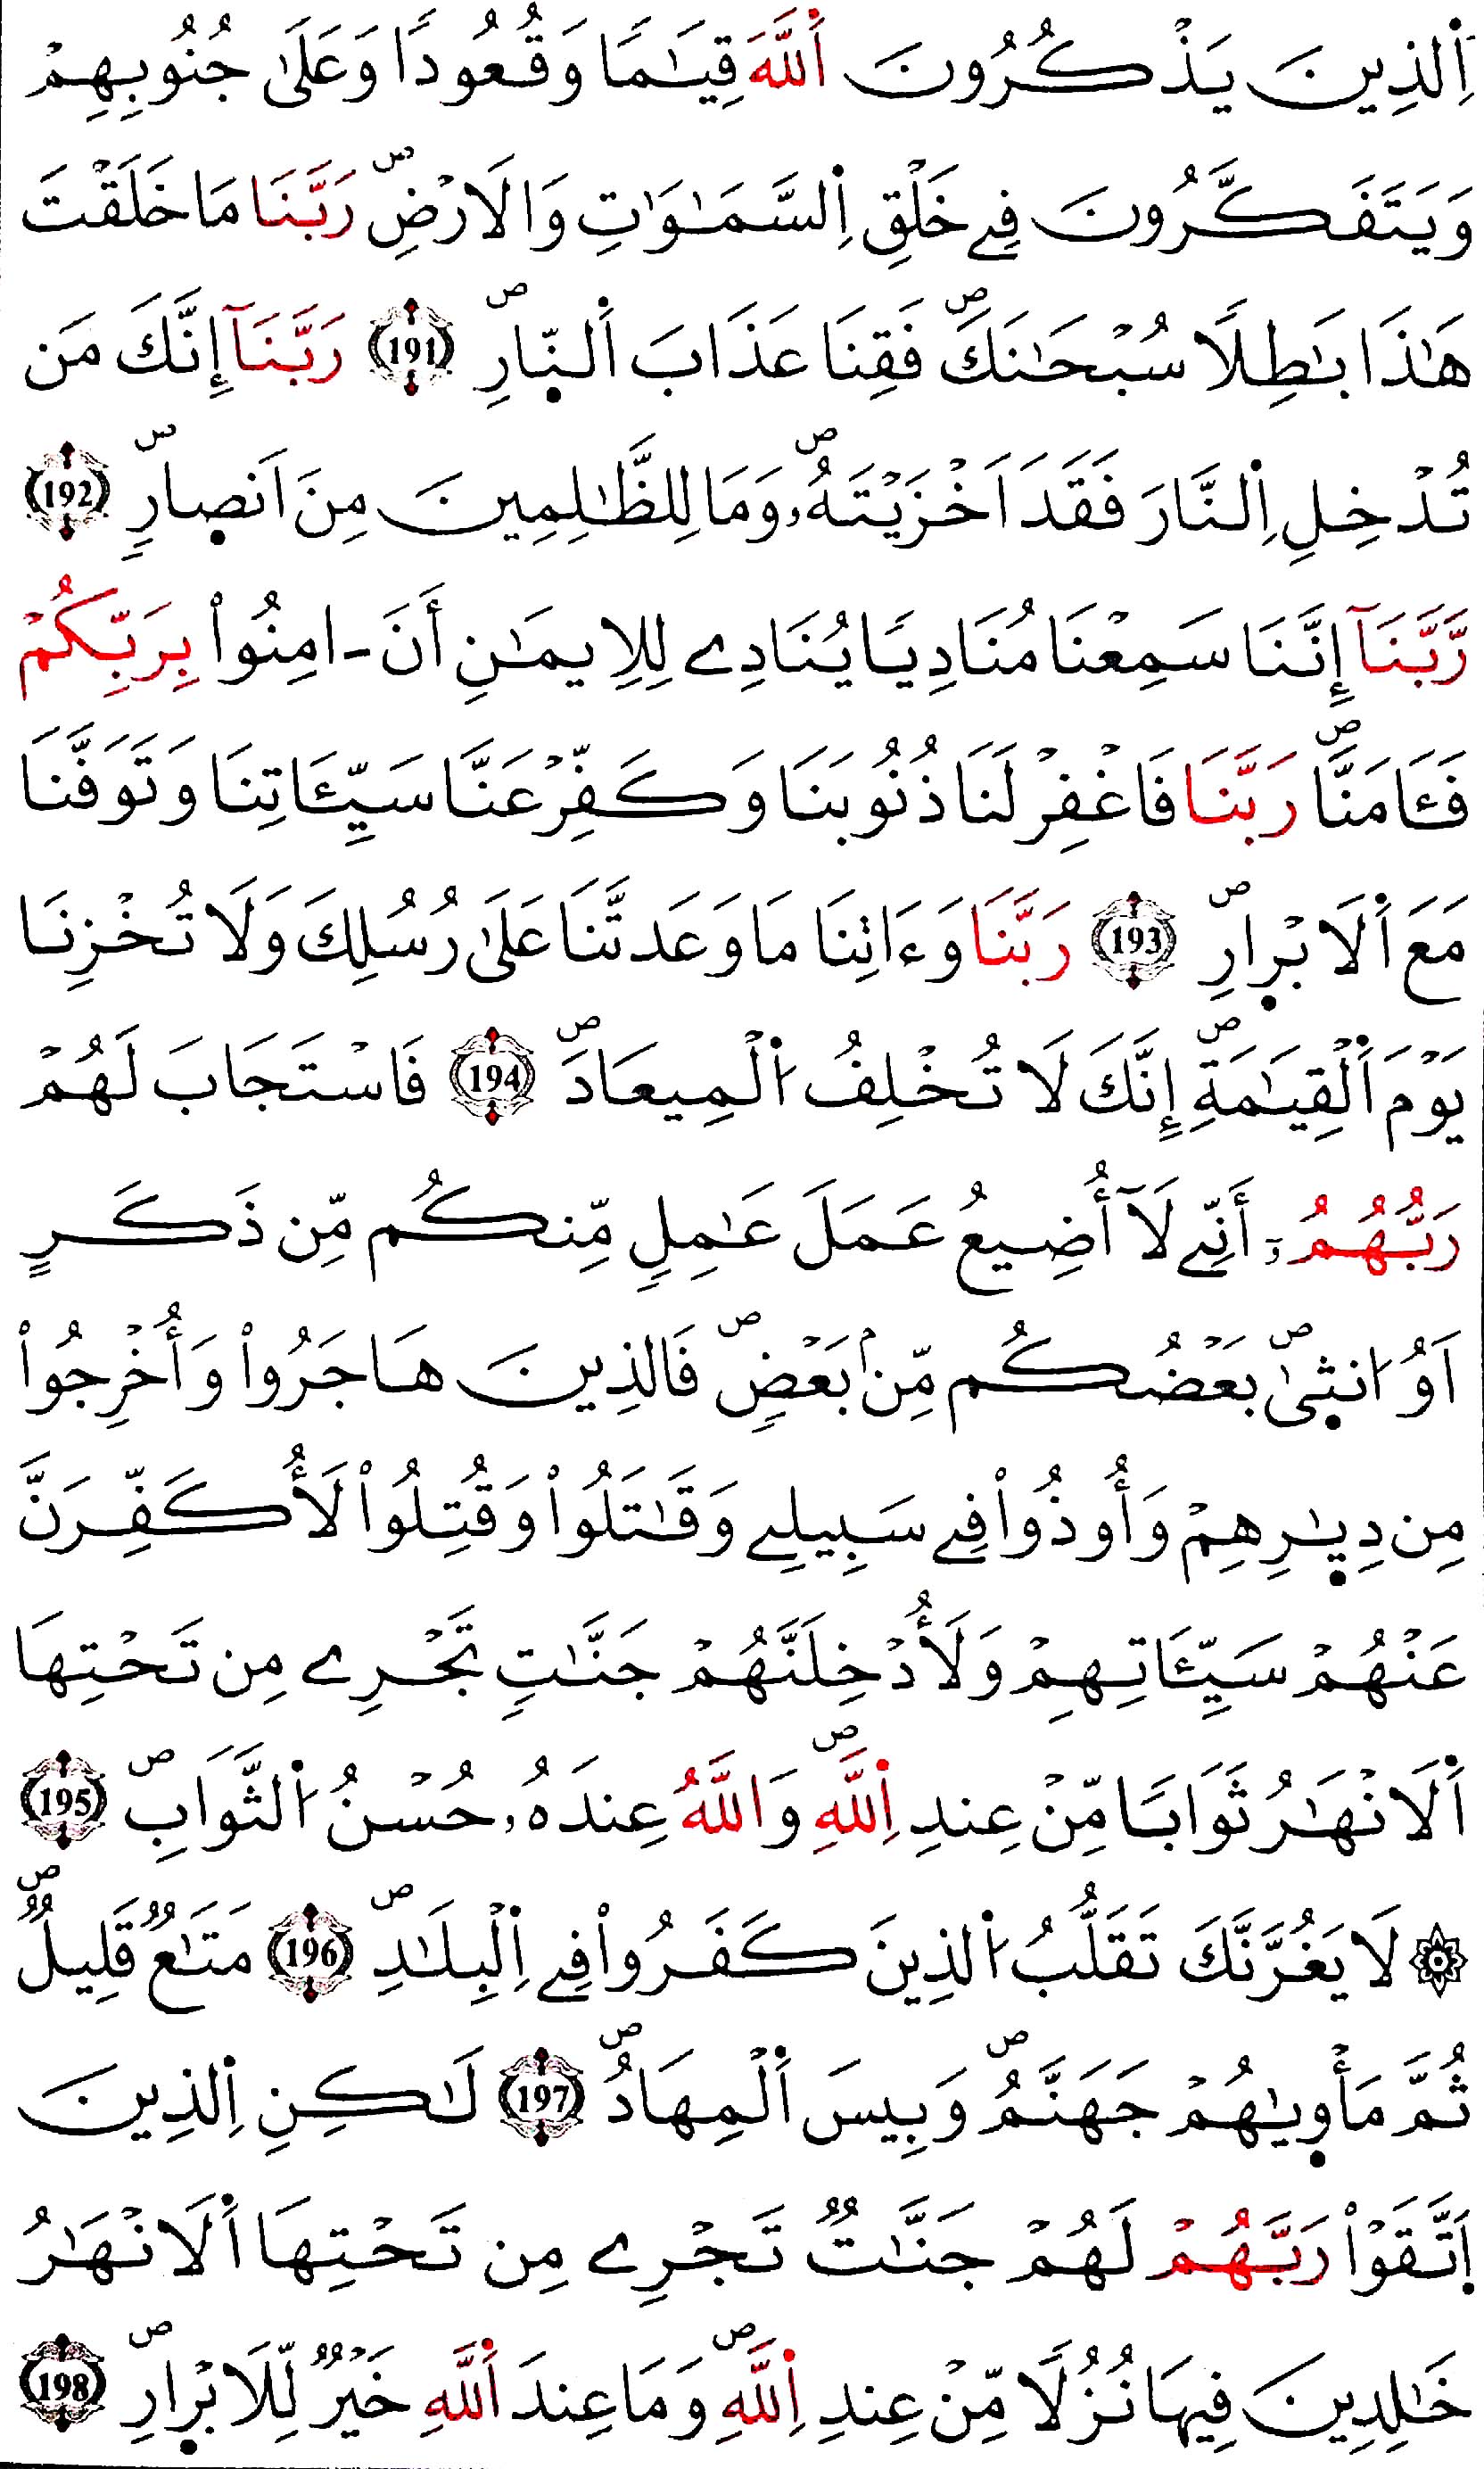 اِ۬لذِينَ يَذْكُرُونَ اَ۬للَّهَ قِيَٰماٗ وَقُعُوداٗ وَعَلَىٰ جُنُوبِهِمْ
وَيَتَفَكَّرُونَ فِے خَلْقِ اِ۬لسَّمَٰوَٰتِ وَالَارْضِۖ رَبَّنَا مَا خَلَقْتَ
هَٰذَا بَٰطِلاٗ سُبْحَٰنَكَۖ فَقِنَا عَذَابَ اَ۬لنّ۪ارِۖ (191) رَبَّنَآ إِنَّكَ مَن
تُدْخِلِ اِ۬لنَّارَ فَقَدَ اَخْزَيْتَهُۥۖ وَمَا لِلظَّٰلِمِينَ مِنَ اَنص۪ارٖۖ (192)
رَّبَّنَآ إِنَّنَا سَمِعْنَا مُنَادِياٗ يُنَادِے لِلِايمَٰنِ أَنَ ـ امِنُواْ بِرَبِّكُمْ
فَـَٔامَنَّاۖ رَبَّنَا فَاغْفِرْ لَنَا ذُنُوبَنَا وَكَفِّرْ عَنَّا سَيِّـَٔاتِنَا وَتَوَفَّنَا
مَعَ اَ۬لَابْر۪ارِۖ (193) رَبَّنَا وَءَاتِنَا مَا وَعَدتَّنَا عَلَىٰ رُسُلِكَ وَلَا تُخْزِنَا
يَوْمَ اَ۬لْقِيَٰمَةِۖ إِنَّكَ لَا تُخْلِفُ اُ۬لْمِيعَادَۖ (194) فَاسْتَجَابَ لَهُمْ
رَبُّهُمُۥٓ أَنِّے لَآ أُضِيعُ عَمَلَ عَٰمِلٖ مِّنكُم مِّن ذَكَرٍ
اَوُ ا۟نث۪ىٰۖ بَعْضُكُم مِّنۢ بَعْضٖۖ فَالذِينَ هَاجَرُواْ وَأُخْرِجُواْ
مِن دِيٰ۪رِهِمْ وَأُوذُواْ فِے سَبِيلِے وَقَٰتَلُواْ وَقُتِلُواْ لَأُكَفِّرَنَّ
عَنْهُمْ سَيِّـَٔاتِهِمْ وَلَأُدْخِلَنَّهُمْ جَنَّٰتٖ تَجْرِے مِن تَحْتِهَا
اَ۬لَانْهَٰرُ ثَوَاباٗ مِّنْ عِندِ اِ۬للَّهِۖ وَاللَّهُ عِندَهُۥ حُسْنُ اُ۬لثَّوَابِۖ (195)
۞ لَا يَغُرَّنَّكَ تَقَلُّبُ اُ۬لذِينَ كَفَرُواْ فِے اِ۬لْبِلَٰدِۖ (196) مَتَٰعٞ قَلِيلٞۖ
ثُمَّ مَأْو۪يٰهُمْ جَهَنَّمُۖ وَبِيسَ اَ۬لْمِهَادُۖ (197) لَٰكِنِ اِ۬لذِينَ
اَ۪تَّقَوْاْ رَبَّهُمْ لَهُمْ جَنَّٰتٞ تَجْرِے مِن تَحْتِهَا اَ۬لَانْهَٰرُ
خَٰلِدِينَ فِيهَا نُزُلاٗ مِّنْ عِندِ اِ۬للَّهِۖ وَمَا عِندَ اَ۬للَّهِ خَيْرٞ لِّلَابْر۪ارِۖ (198)